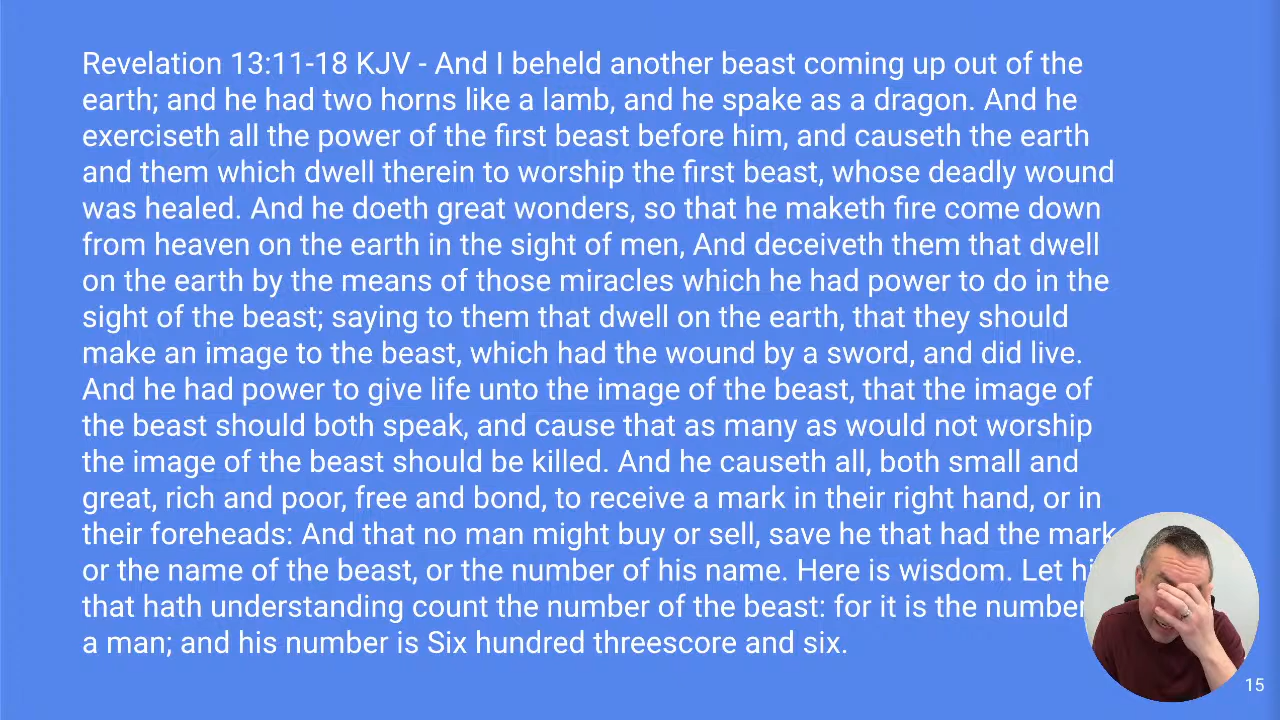 Revelation 13:11-18 KJV - And I beheld another beast coming up out of the
earth; and he had two horns like a lamb, and he spake as a dragon. And he
exerciseth all the power of the first beast before him, and causeth the earth
and them which dwell therein to worship the first beast, whose deadly wound
was healed. And he doeth great wonders, so that he maketh fire come down
from heaven on the earth in the sight of men, And deceiveth them that dwell
on the earth by the means of those miracles which he had power to do in the
sight of the beast; saying to them that dwell on the earth, that they should
make an image to the beast, which had the wound by a sword, and did live.
And he had power to give life unto the image of the beast, that the image of
the beast should both speak, and cause that as many as would not worship
the image of the beast should be killed. And he causeth all, both small and
great, rich and poor, free and bond, to receive a mark in their right hand, or in
their foreheads: And that no man might buy or sell, save he that had the mark
or the name of the beast, or the number of his name. Here is wisdom. Let
that hath understanding count the number of the beast: for it is the number
a man; and his number is Six hundred threescore and six.
15